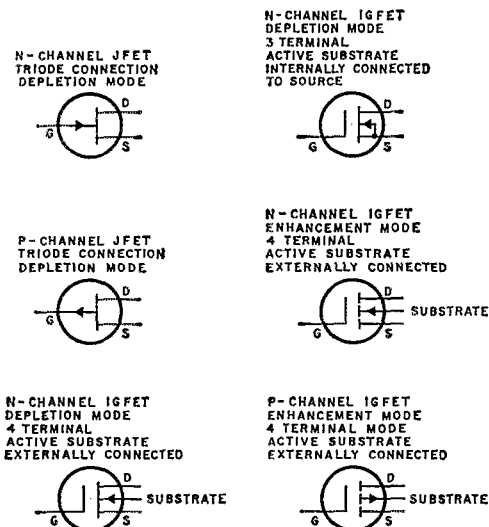 N-CHANNEL JFET
TRIODE CONNECTION
DEPLETION MODE
D
G
S
N-CHANNEL IGFET
DEPLETION MODE
3 TERMINAL
ACTIVE SUBSTRATE
INTERNALLY CONNECTED
TO SOURCE
D
G
S
P-CHANNEL JFET
TRIODE CONNECTION
DEPLETION MODE
D
G
S
N-CHANNEL IGFET
ENHANCEMENT MODE
4 TERMINAL
ACTIVE SUBSTRATE
EXTERNALLY CONNECTED
D
SUBSTRATE
G
S
N-CHANNEL IGFET
DEPLETION MODE
4 TERMINAL
ACTIVE SUBSTRATE
EXTERNALLY CONNECTED
D
SUBSTRATE
G
S
P-CHANNEL IGFET
ENHANCEMENT MODE
4 TERMINAL MODE
ACTIVE SUBSTRATE
EXTERNALLY CONNECTED
D
SUBSTRATE
G
S